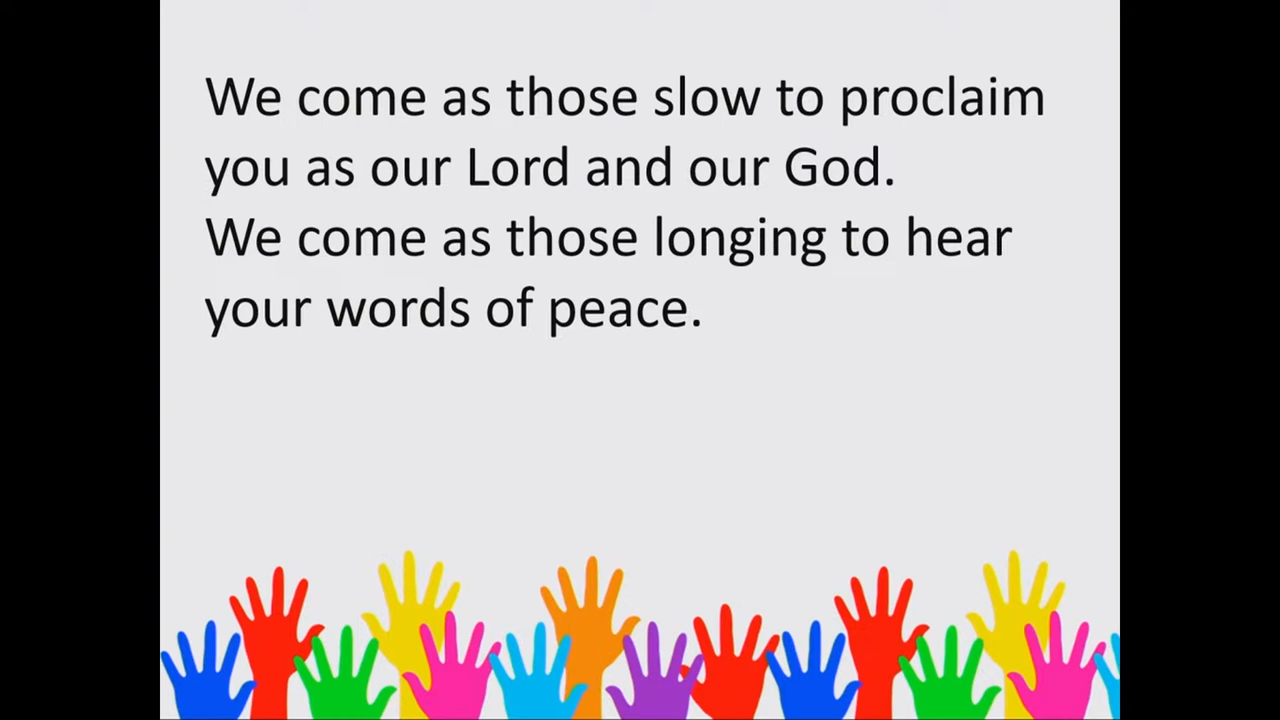 We come as those slow to proclaim
you as our Lord and our God.
We come as those longing to hear
your words of peace.